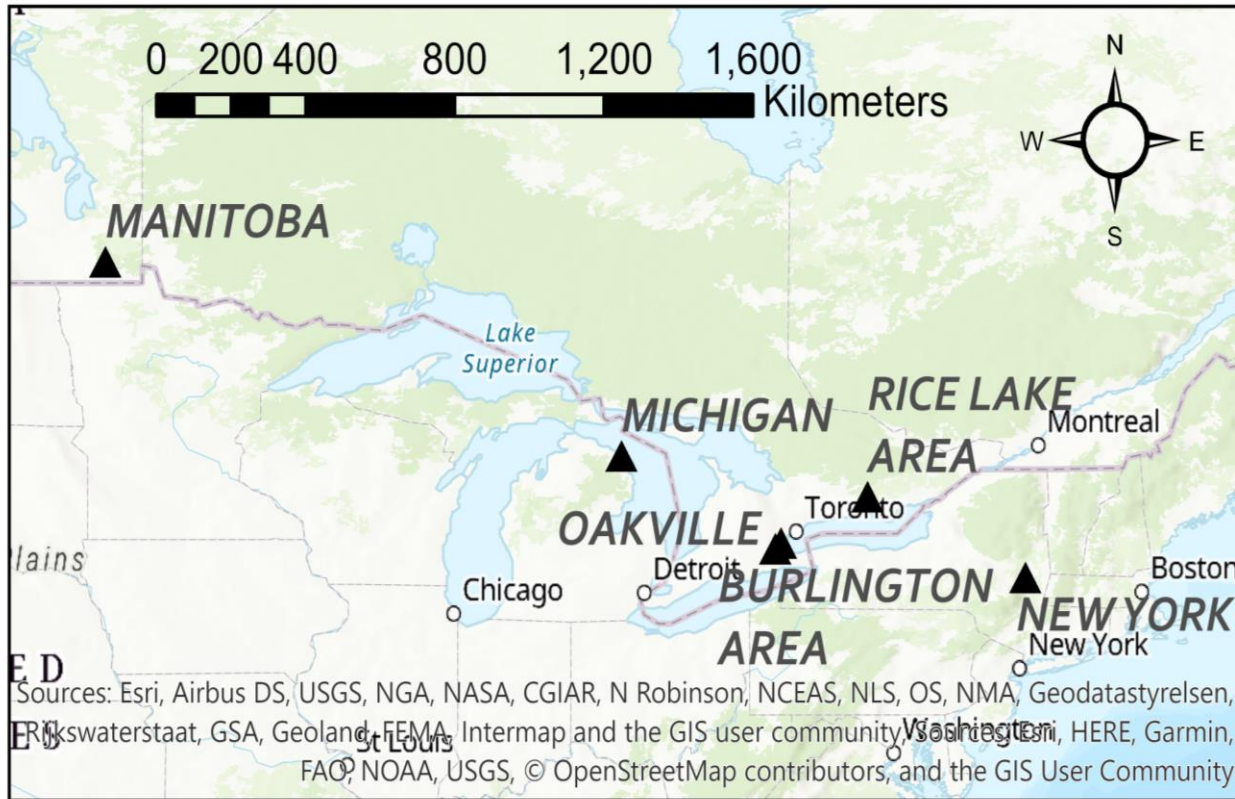 0 200 400 800 1,200 1,600
Kilometers
N
W E
S
MANITOBA
Lake
Superior
MICHIGAN
RICE LAKE
AREA
Montreal
OAKVILLE
Toronto
Detroit
BURLINGTON
AREA
Chicago
Boston
NEW YORK
New York
lains
E D
E S
St Louis
Washington
Sources: Esri, Airbus DS, USGS, NGA, NASA, CGIAR, N Robinson, NCEAS, NLS, OS, NMA, Geodatastyrelsen,
Rijkswaterstaat, GSA, Geoland, FEMA, Intermap and the GIS user community, Sources: Esri, HERE, Garmin,
FAO, NOAA, USGS, © OpenStreetMap contributors, and the GIS User Community